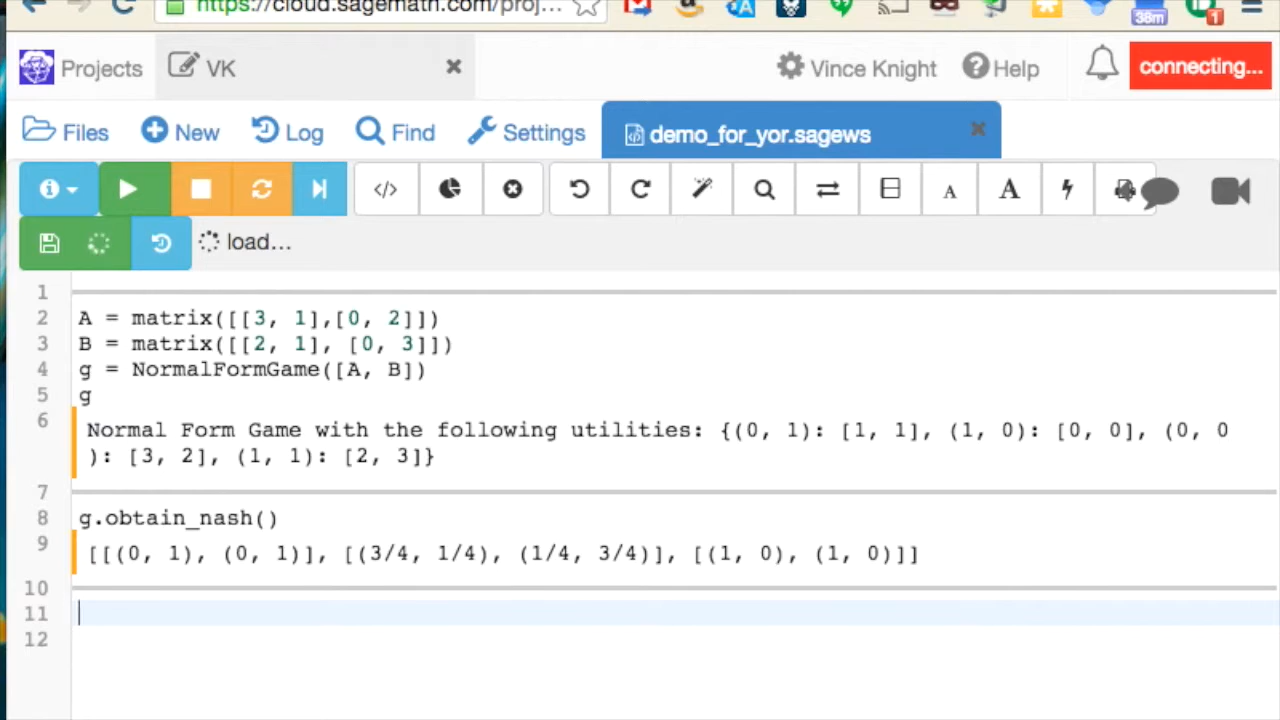 https://cloud.sagemath.com/proj...
38m
1
Projects
VK
Vince Knight
Help
connecting...
Files
New
Log
Find
Settings
demo_for_yor.sagews
A
A
load...
1
2 A = matrix([[3, 1],[0, 2]])
3 B = matrix([[2, 1], [0, 3]])
4 g = NormalFormGame([A, B])
5 g
6 Normal Form Game with the following utilities: {(0, 1): [1, 1], (1, 0): [0, 0], (0, 0
): [3, 2], (1, 1): [2, 3]}
7
8 g.obtain_nash()
9 [[(0, 1), (0, 1)], [(3/4, 1/4), (1/4, 3/4)], [(1, 0), (1, 0)]]
10
11
12